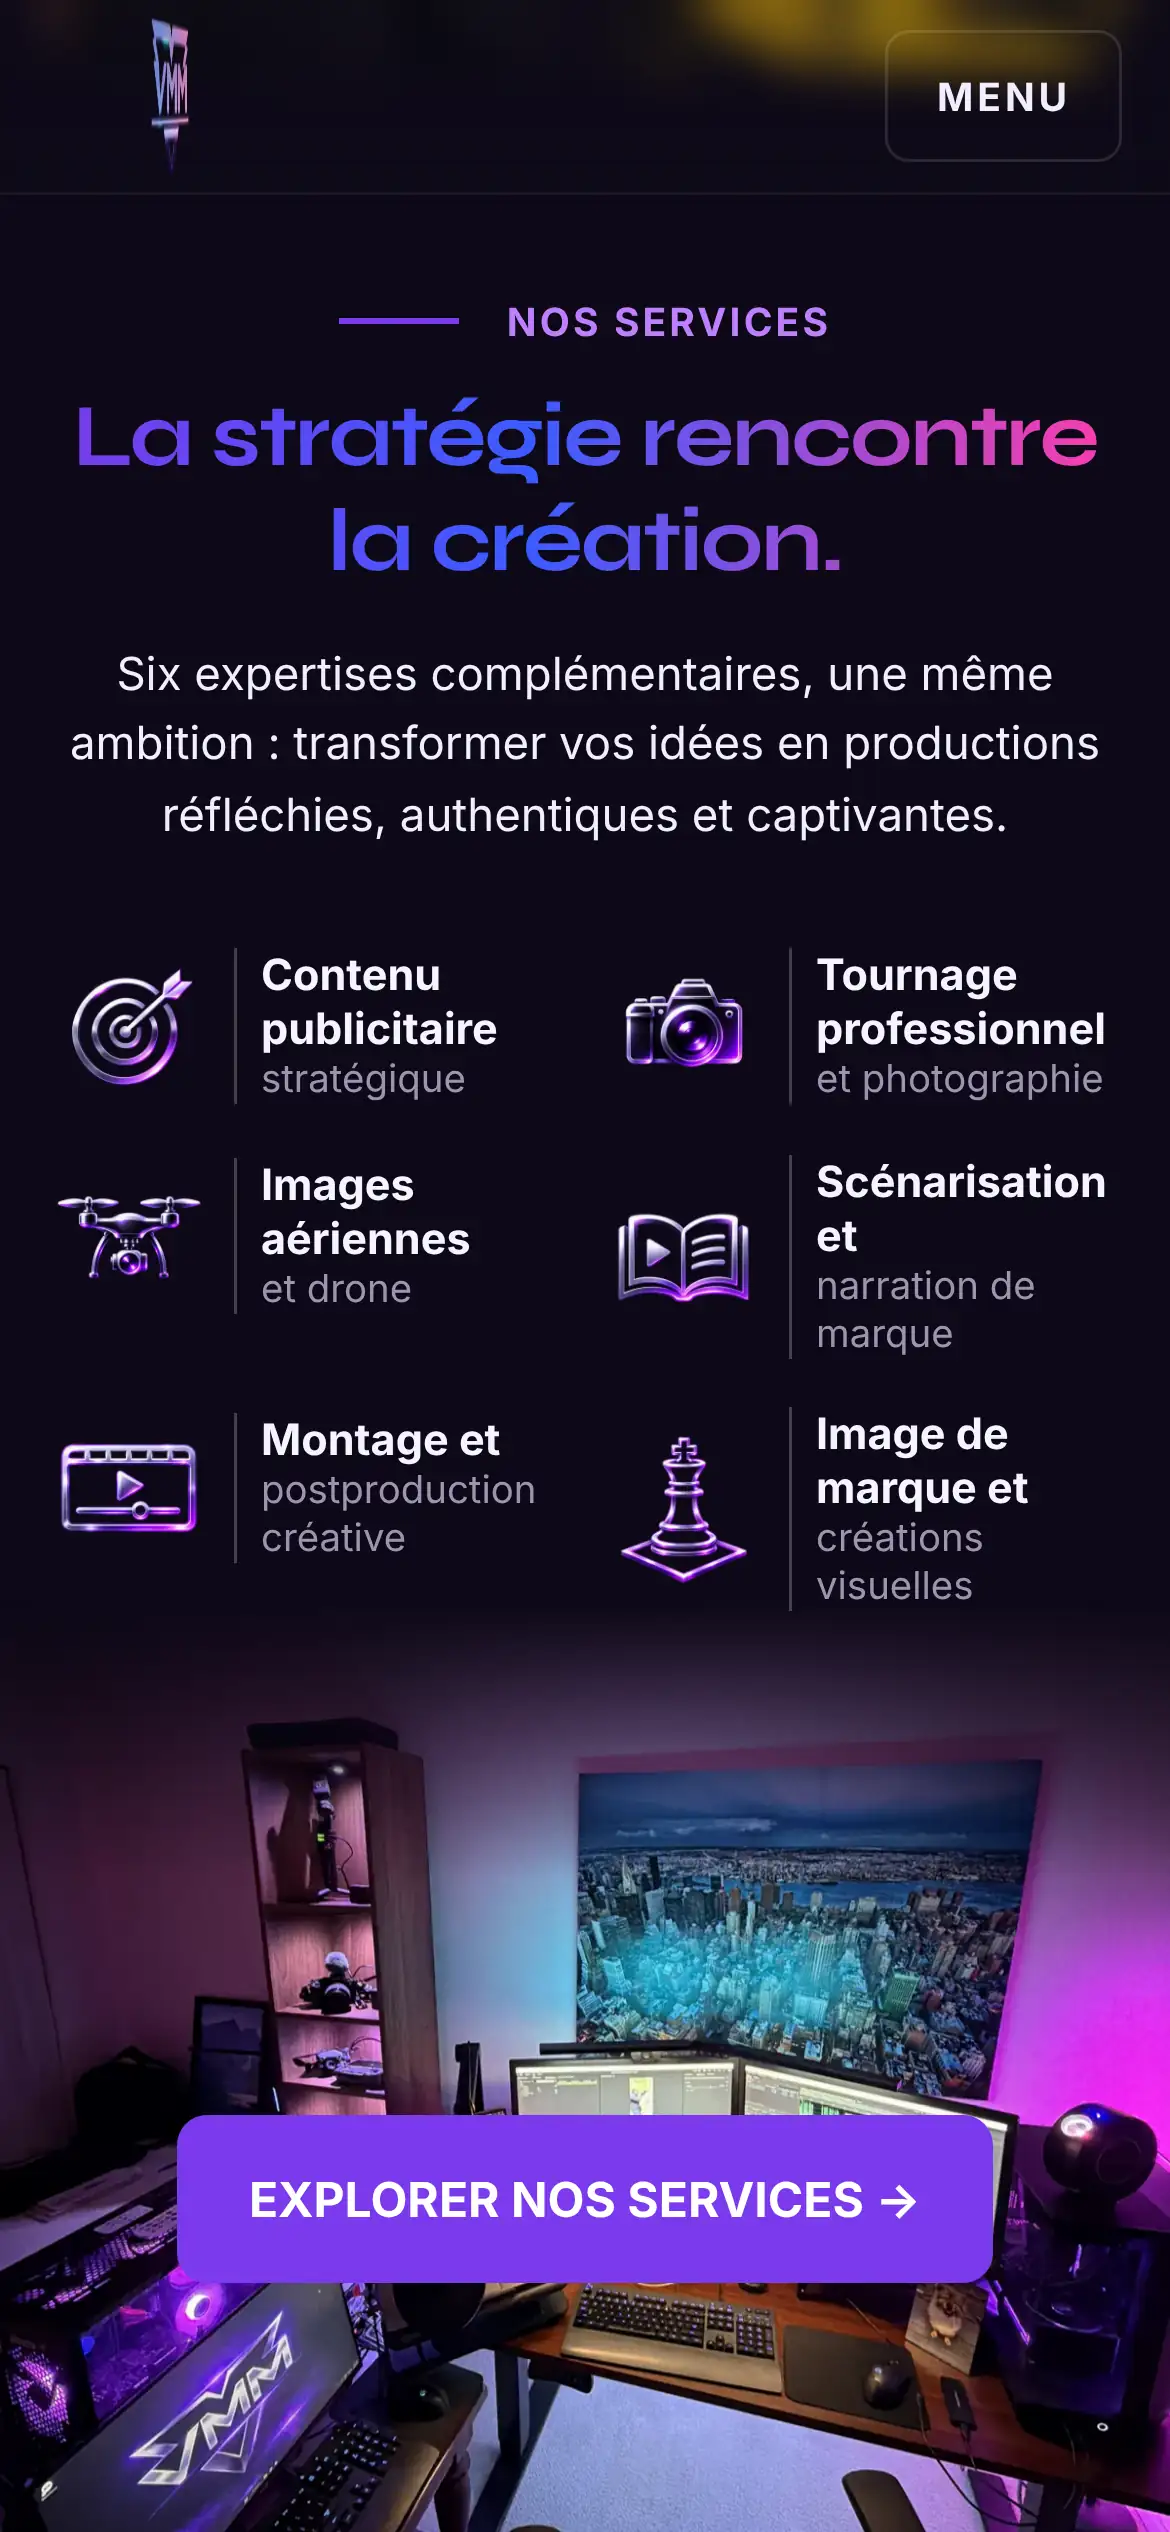 VMM
MENU
NOS SERVICES
La stratégie rencontre
la création.
Six expertises complémentaires, une même
ambition : transformer vos idées en productions
réfléchies, authentiques et captivantes.
Contenu
publicitaire
stratégique
Tournage
professionnel
et photographie
Images
aériennes
et drone
Scénarisation
et
narration de
marque
Montage et
postproduction
créative
Image de
marque et
créations
visuelles
EXPLORER NOS SERVICES →
VMM